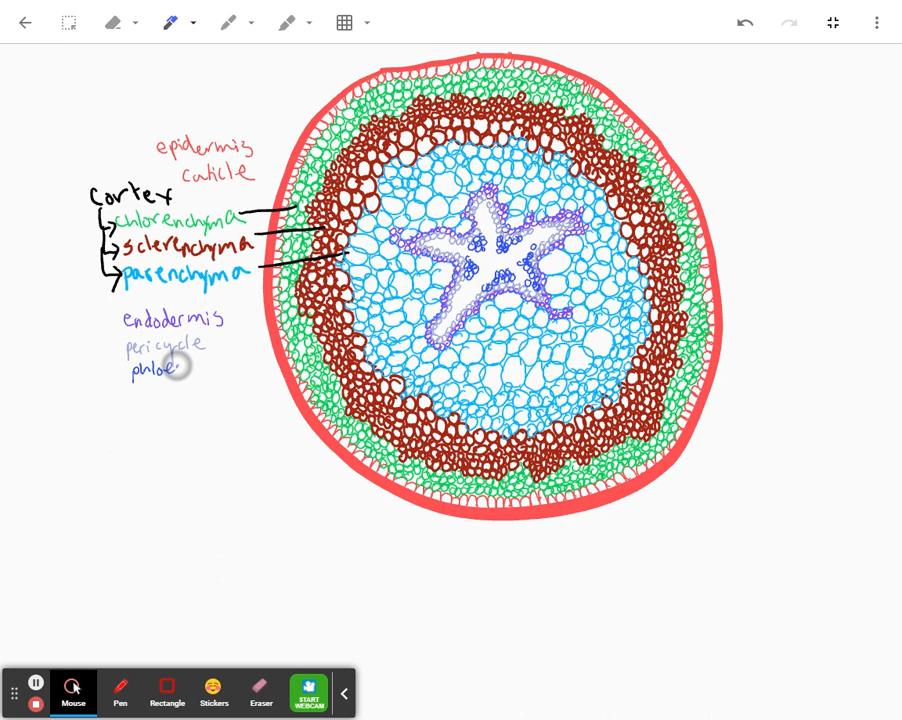 epidermis
cuticle
cortex
chlorenchyma
sclerenchyma
parenchyma
endodermis
pericycle
phloe
Mouse
Pen
Rectangle
Stickers
Eraser
START
WEBCAM